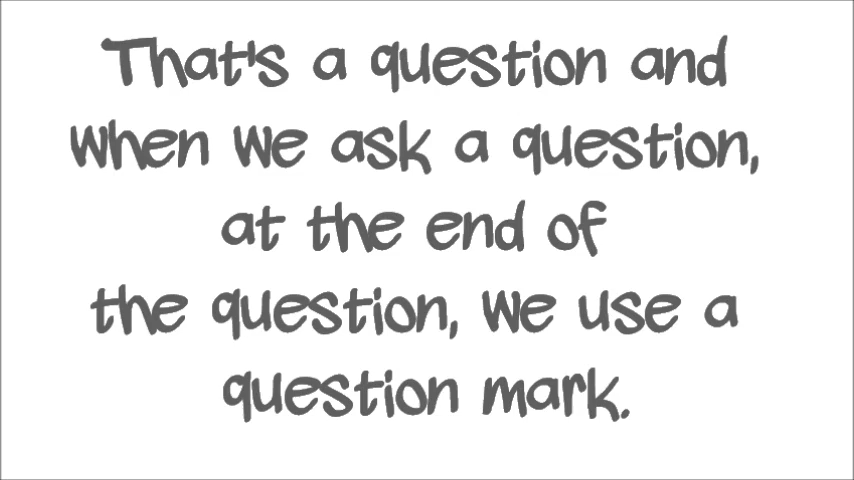 That's a question and
when we ask a question,
at the end of
the question, we use a
question mark.